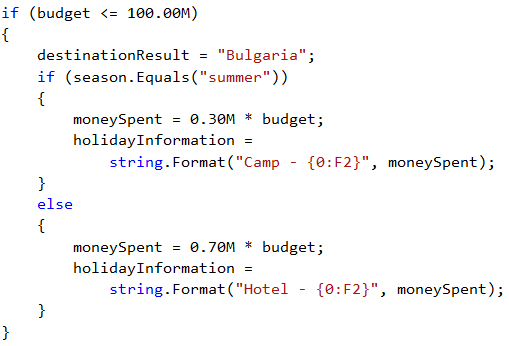 if (budget <= 100.00M)
{
    destinationResult = "Bulgaria";
    if (season.Equals("summer"))
    {
        moneySpent = 0.30M * budget;
        holidayInformation =
            string.Format("Camp - {0:F2}", moneySpent);
    }
    else
    {
        moneySpent = 0.70M * budget;
        holidayInformation =
            string.Format("Hotel - {0:F2}", moneySpent);
    }
}